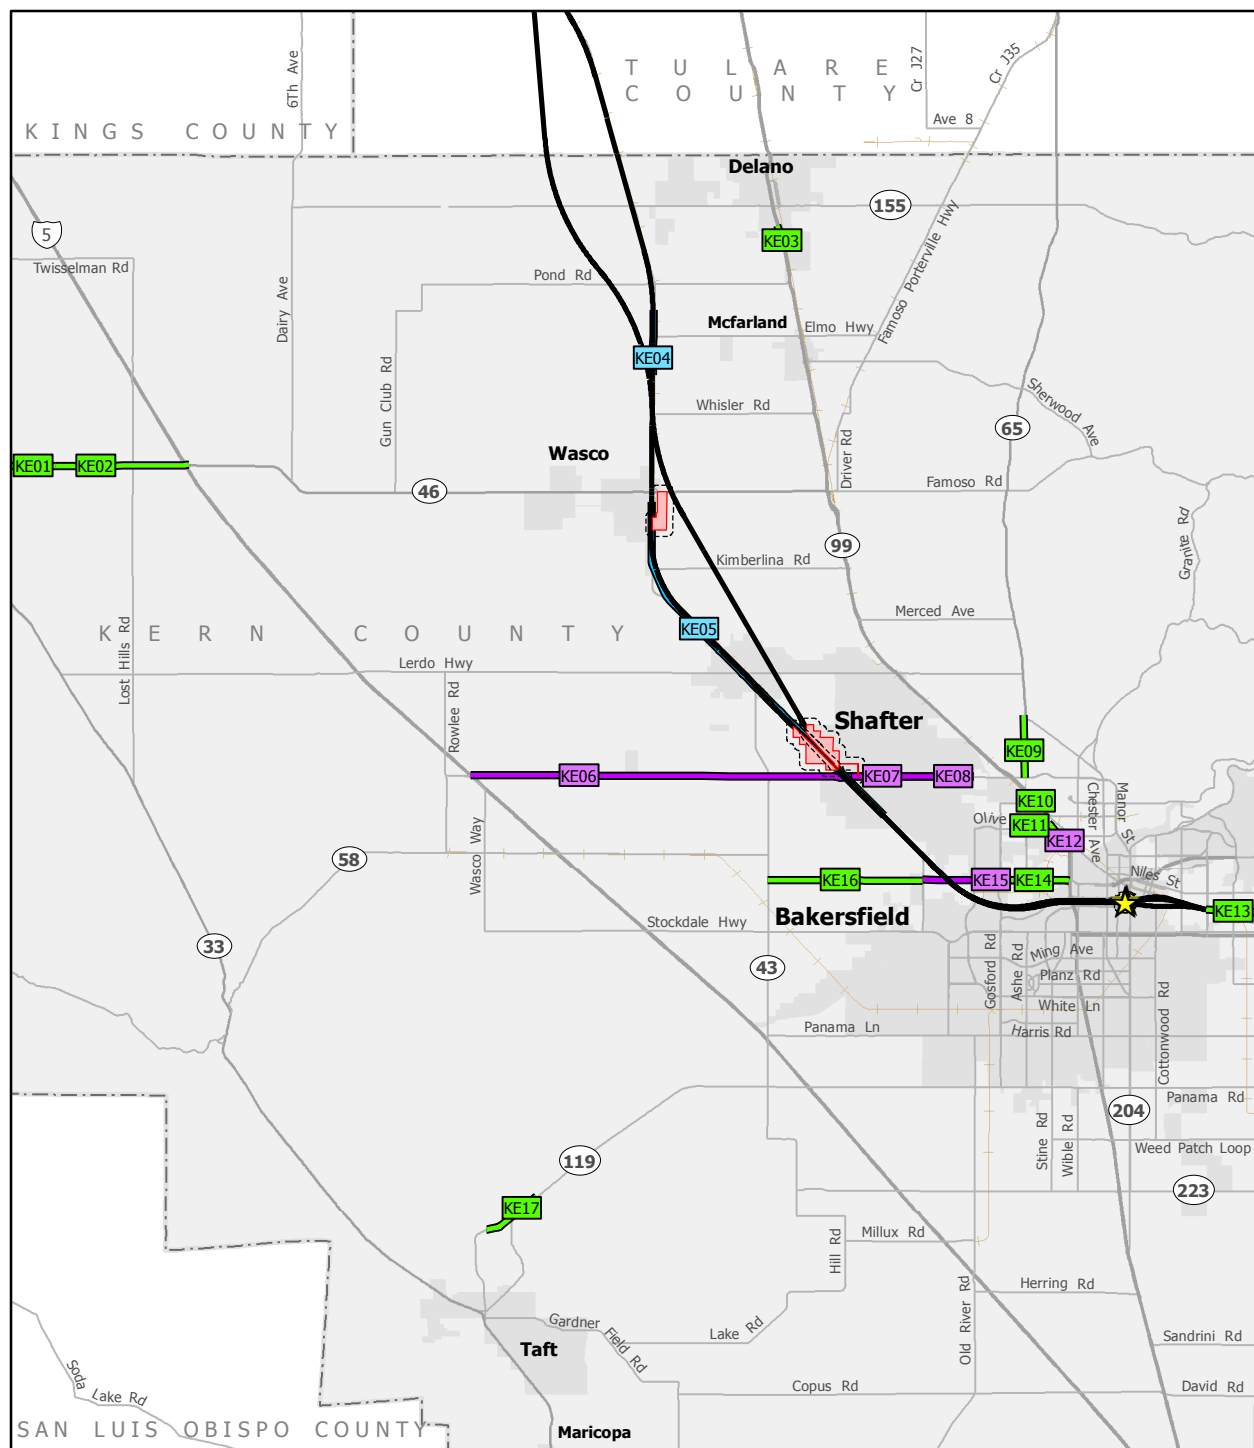 6Th Ave
T U L A R E
C O U N T Y
Cr J27
Cr J35
Ave 8
K I N G S C O U N T Y
Delano
155
5
KE03
Twisselman Rd
Pond Rd
Dairy Ave
Famoso Porterville Hwy
Mcfarland
Elmo Hwy
KE04
Gun Club Rd
Whisler Rd
Sherwood Ave
65
Driver Rd
Wasco
KE01
KE02
46
Famoso Rd
99
Granite Rd
Kimberlina Rd
Merced Ave
K E R N C O U N T Y
KE05
Lost Hills Rd
Lerdo Hwy
Rowlee Rd
Shafter
KE09
KE06
KE07
KE08
KE10
Manor St
Chester Ave
Olive
KE11
KE12
Wasco Way
58
Niles St
KE16
KE15
KE14
Bakersfield
KE13
Stockdale Hwy
33
43
Gosford Rd
Ashe Rd
Ming Ave
Planz Rd
White Ln
Cottonwood Rd
Panama Ln
Harris Rd
Panama Rd
204
Stine Rd
Wible Rd
Weed Patch Loop
119
223
KE17
Hill Rd
Millux Rd
Old River Rd
Herring Rd
Gardner Field Rd
Lake Rd
Sandrini Rd
Taft
Copus Rd
David Rd
Soda Lake Rd
SAN LUIS OBISPO COUNTY
Maricopa